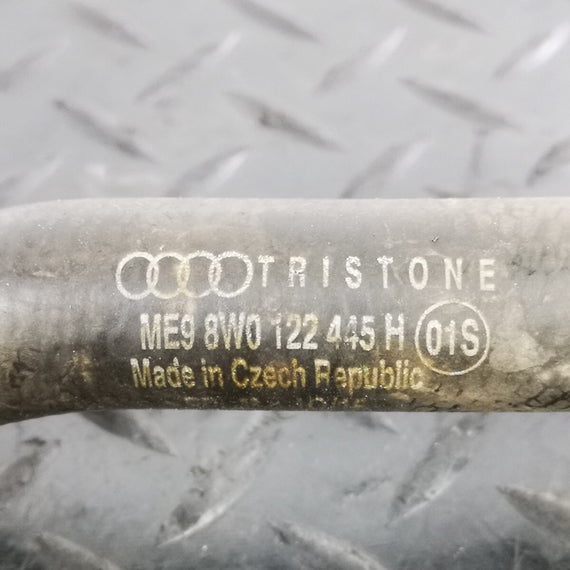 TRISTONE
ME9 8W0 122 445 H 01S
Made in Czech Republic